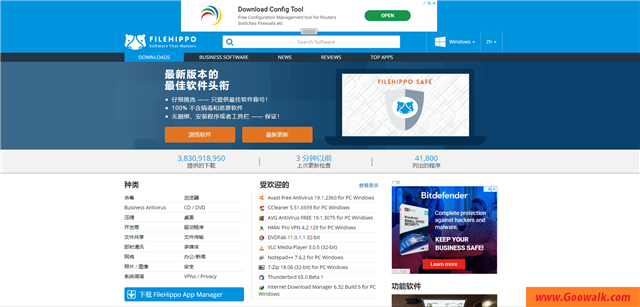 Download Config Tool
Free Configuration Management tool for Routers
Switches Firewalls etc.
OPEN
FILEHIPPO
Software That Matters
Search Software
Windows
Zh
DOWNLOADS
BUSINESS SOFTWARE
NEWS
REVIEWS
TOP APPS
最新版本的
最佳软件头衔
仔细挑选 —— 只提供最佳软件称号！
100% 不含病毒和恶意软件
无捆绑、安装程序或者工具栏 —— 保证！
浏览软件
最新更新
FILEHIPPO SAFE
3,830,918,950
提供的下载
3 分钟以前
上次更新检查
41,800
列出的程序
种类
杀毒
浏览器
Business Antivirus
CD / DVD
压缩
桌面
开发商
驱动程序
文件共享
文件传输
即时通讯
多媒体
网络
办公/新闻
照片 / 图像
安全
系统调谐
VPNs / Privacy
下载 FileHippo App Manager
受欢迎的
查看更多
Avast Free Antivirus 19.1.2360 for PC Windows
CCleaner 5.51.6939 for PC Windows
AVG AntiVirus FREE 19.1.3075 for PC Windows
HMA! Pro VPN 4.2.129 for PC Windows
DVDFab 11.0.1.1 32-bit
VLC Media Player 3.0.5 (32-bit)
Notepad++ 7.6.2 for PC Windows
7-Zip 18.06 (32-bit) for PC Windows
Thunderbird 65.0 Beta 1
Internet Download Manager 6.32 Build 5 for PC
Windows
广告
Bitdefender
Complete protection
against hackers and
malware.
KEEP YOUR
BUSINESS SAFE!
Learn more
功能软件
www.Goowalk.com